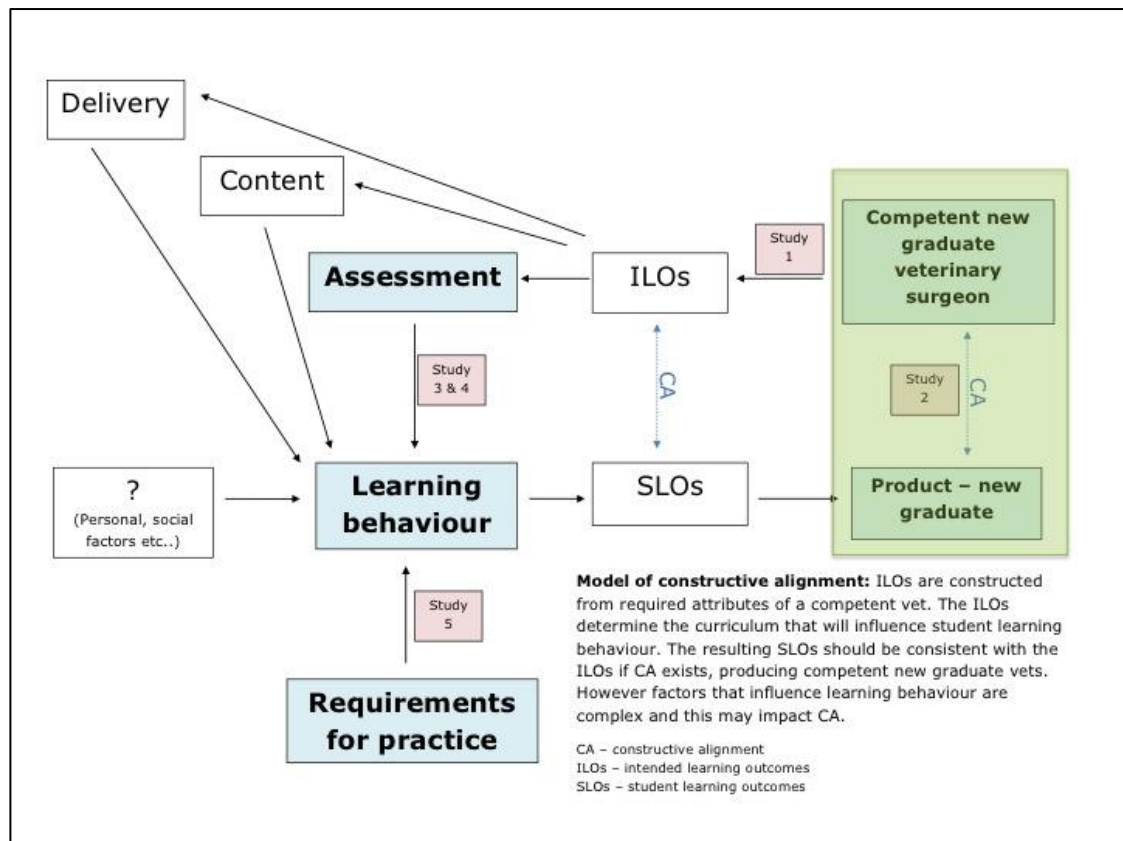 Delivery
Content
Competent new
graduate
veterinary
surgeon
Study
1
Assessment
ILOs
Study
3 & 4
CA
Study
2
CA
?
(Personal, social
factors etc..)
Learning
behaviour
SLOs
Product – new
graduate
Study
5
Requirements
for practice
Model of constructive alignment: ILOs are constructed
from required attributes of a competent vet. The ILOs
determine the curriculum that will influence student learning
behaviour. The resulting SLOs should be consistent with the
ILOs if CA exists, producing competent new graduate vets.
However factors that influence learning behaviour are
complex and this may impact CA.
CA – constructive alignment
ILOs – intended learning outcomes
SLOs – student learning outcomes